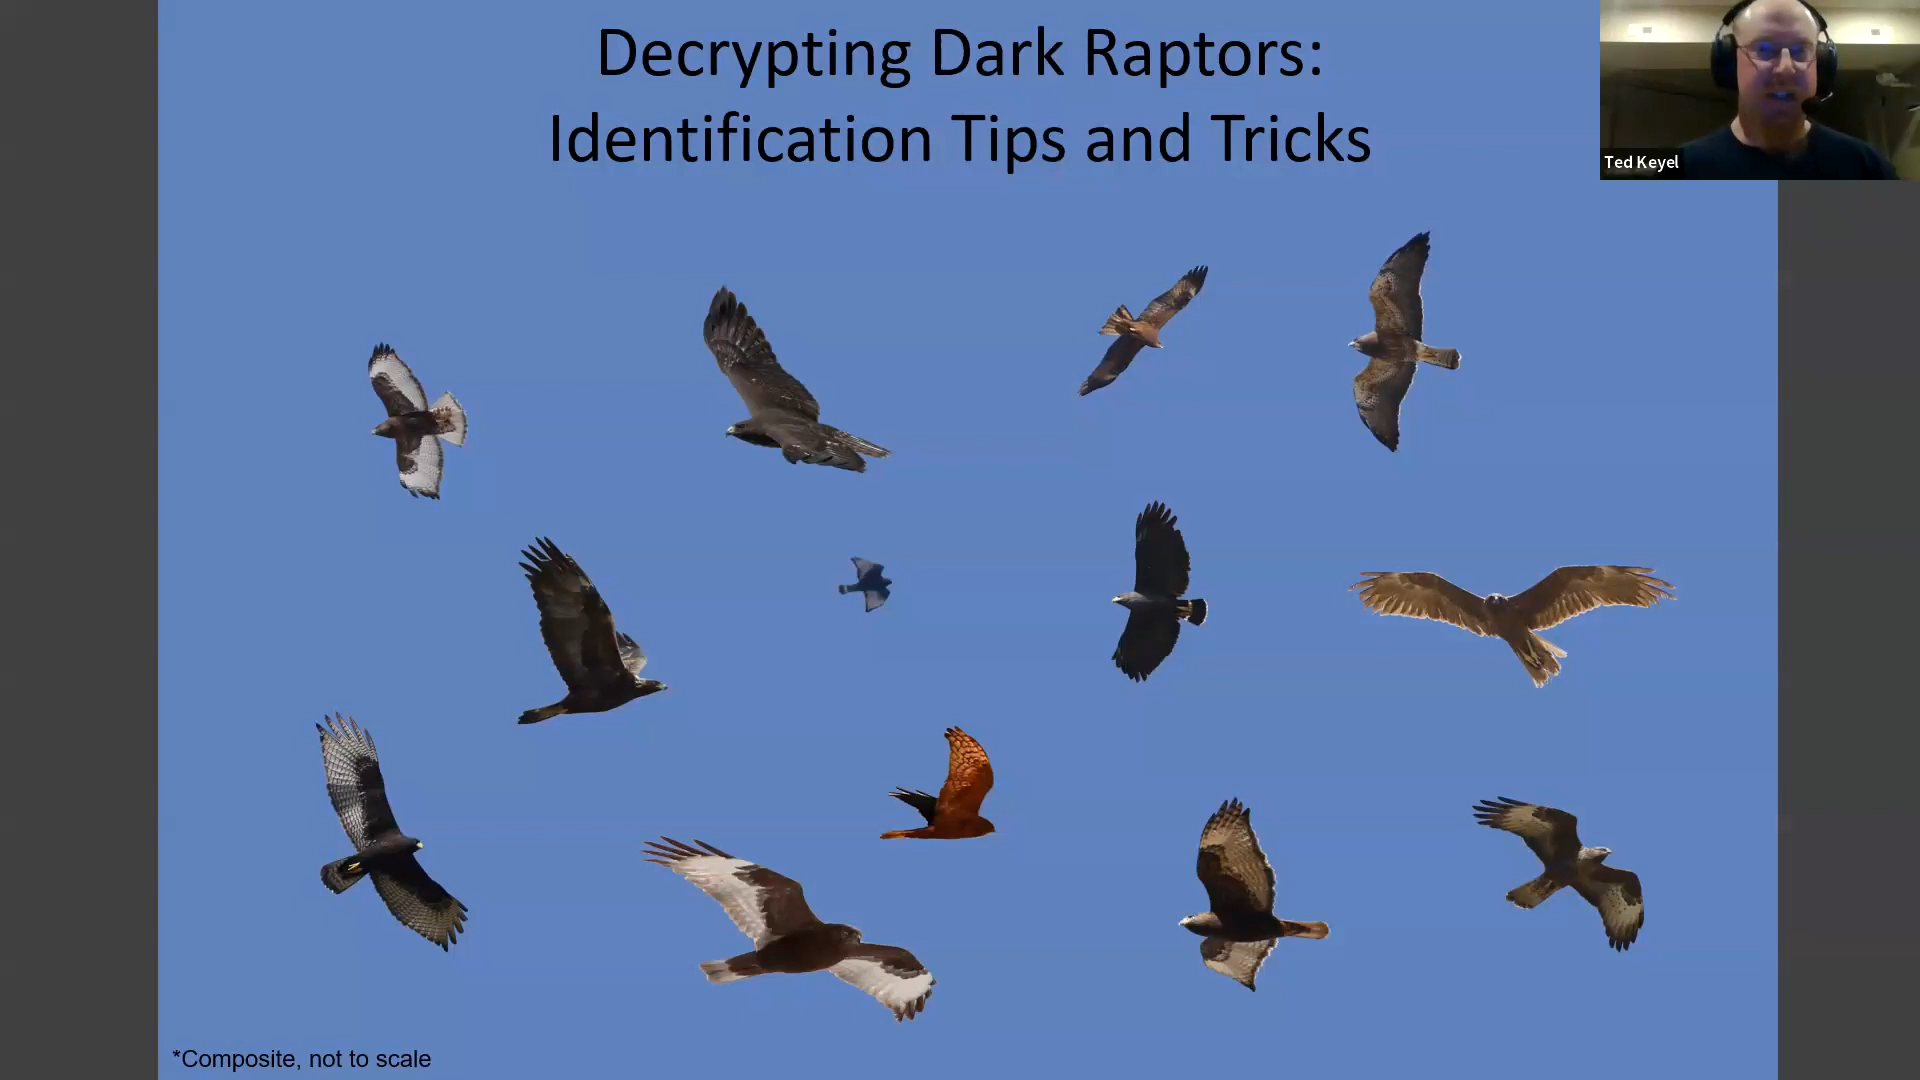 Decrypting Dark Raptors:
Identification Tips and Tricks
Ted Keyel
*Composite, not to scale